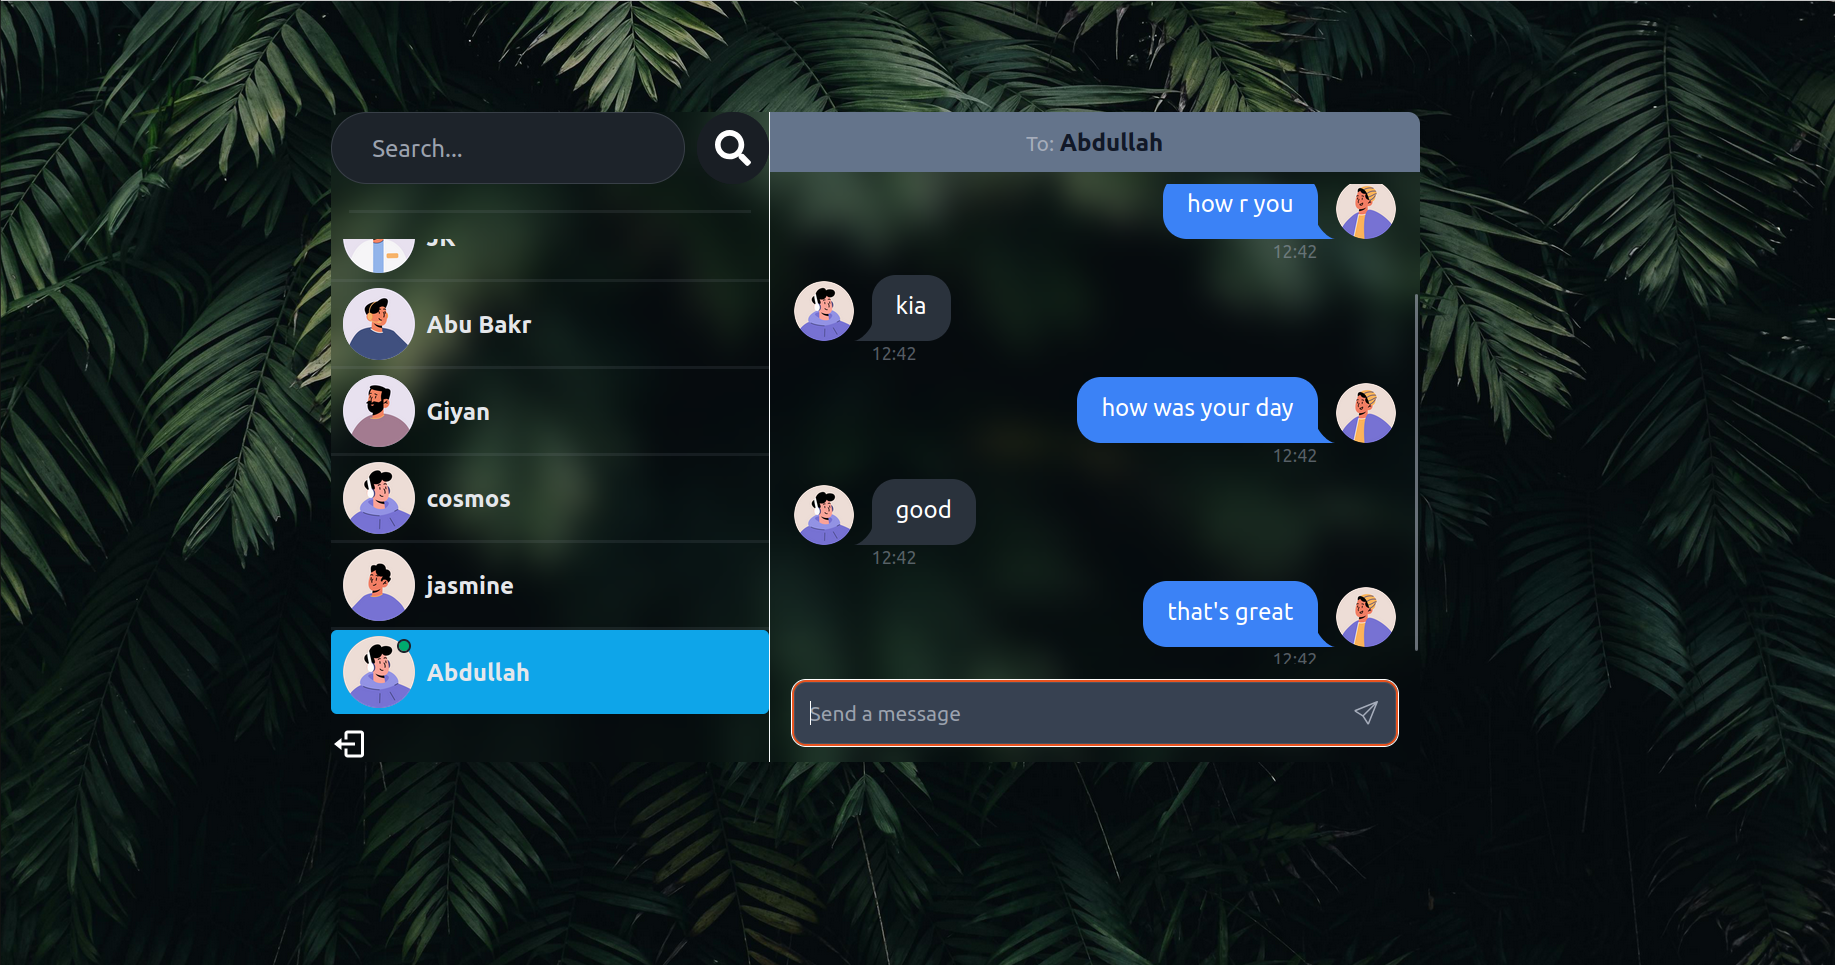 Search...
JR
Abu Bakr
Giyan
cosmos
jasmine
Abdullah
To: Abdullah
how r you
12:42
kia
12:42
how was your day
12:42
good
12:42
that's great
12:42
Send a message